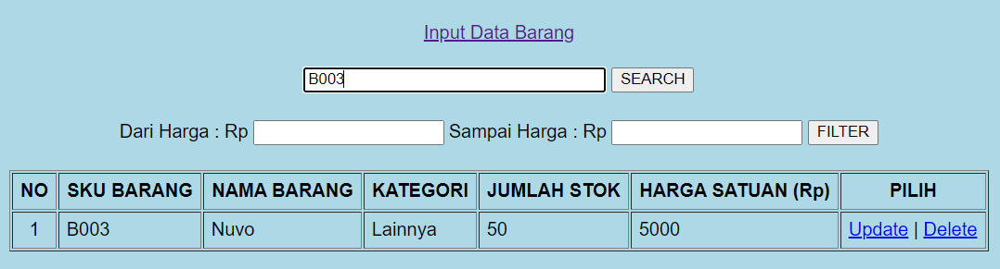 Input Data Barang
B003 SEARCH
Dari Harga : Rp Sampai Harga : Rp FILTER
NO SKU BARANG NAMA BARANG KATEGORI JUMLAH STOK HARGA SATUAN (Rp) PILIH
1 B003 Nuvo Lainnya 50 5000 Update | Delete